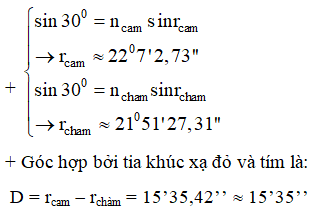 + { sin 30⁰ = n_cam sinr_cam
→ r_cam ≈ 22⁰7'2,73"
sin 30⁰ = n_cham sinr_cham
→ r_cham ≈ 21⁰51'27,31"
+ Góc hợp bởi tia khúc xạ đỏ và tím là:
D = r_cam – r_chàm = 15’35,42’’ ≈ 15’35’’